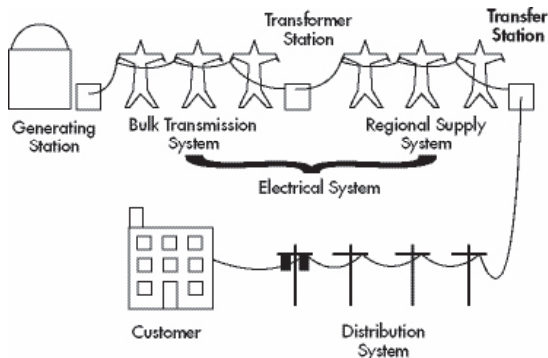 Transformer
Station
Transfer
Station
Generating
Station
Bulk Transmission
System
Regional Supply
System
Electrical System
Customer
Distribution
System